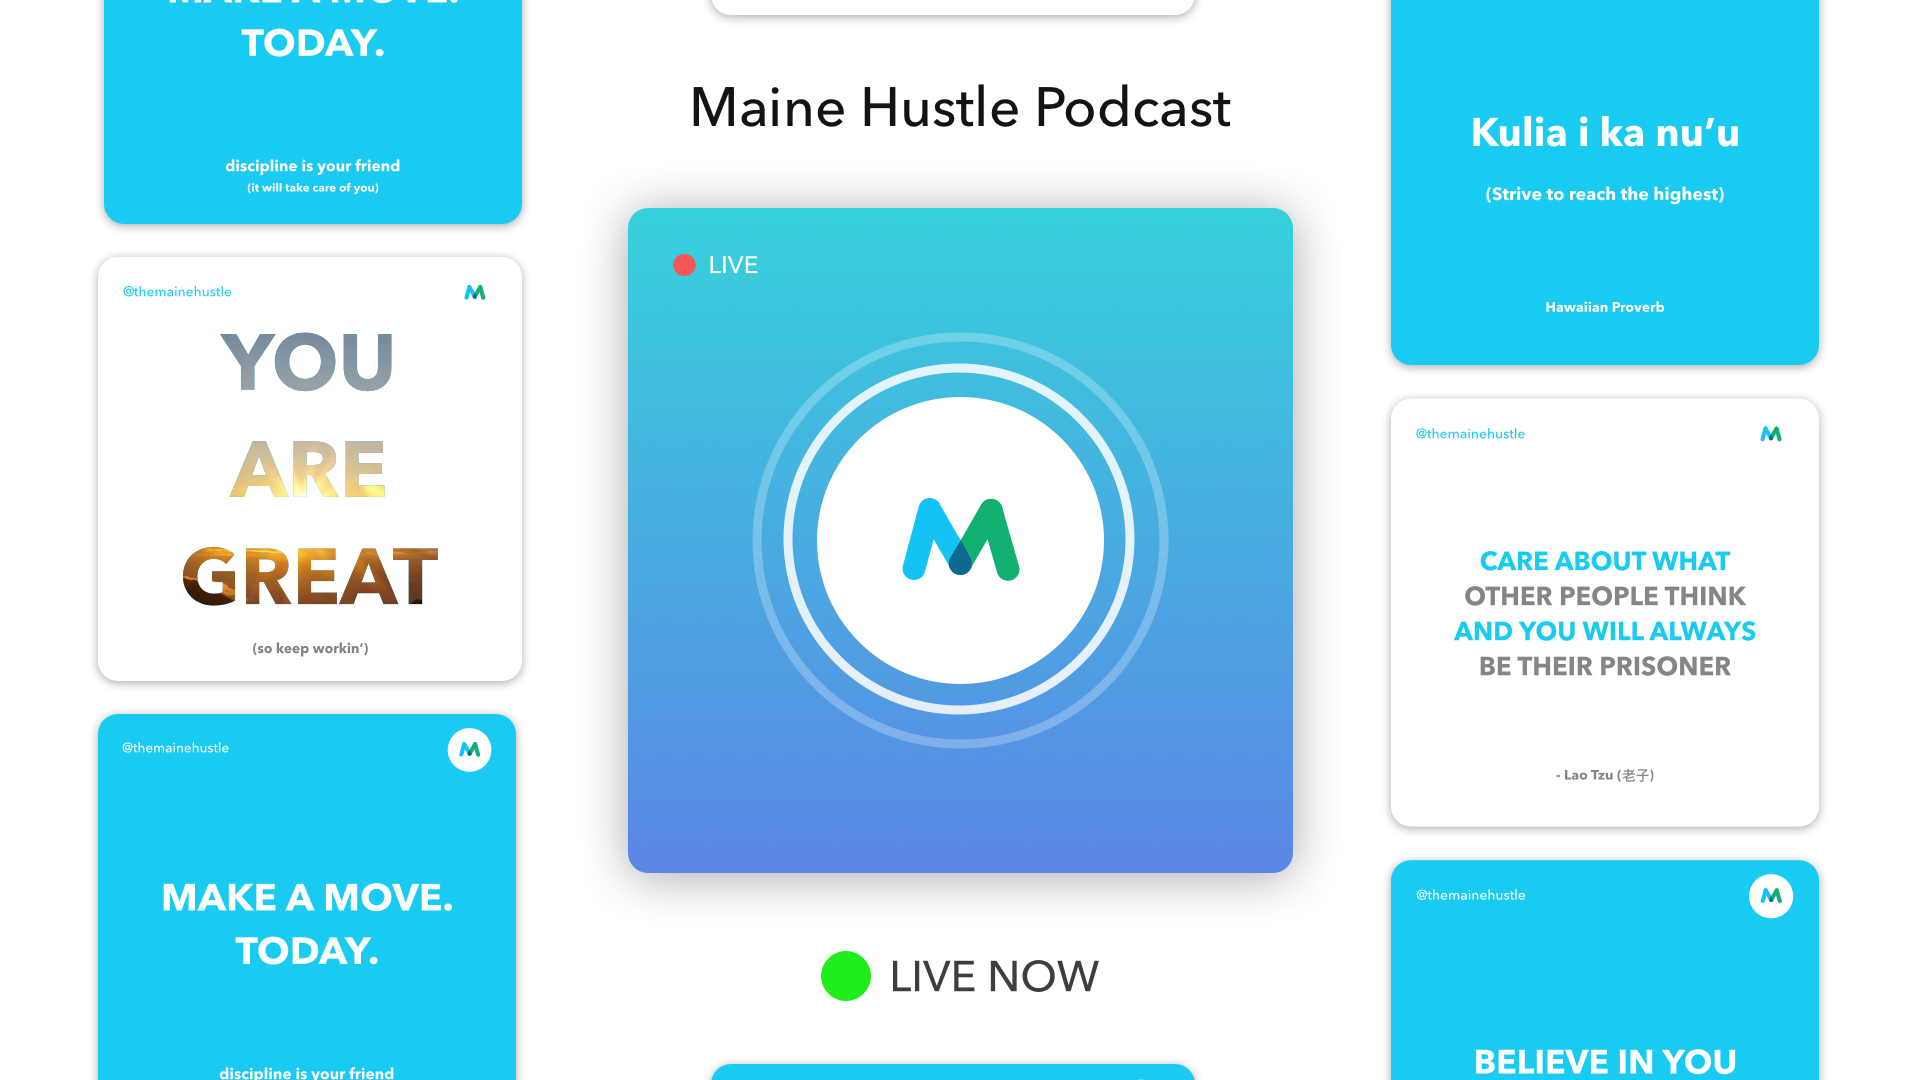 MAKE A MOVE.
TODAY.
discipline is your friend
(it will take care of you)
@themainehustle
YOU
ARE
GREAT
(so keep workin’)
@themainehustle
MAKE A MOVE.
TODAY.
discipline is your friend
Maine Hustle Podcast
LIVE
LIVE NOW
Kulia i ka nu’u
(Strive to reach the highest)
Hawaiian Proverb
@themainehustle
CARE ABOUT WHAT
OTHER PEOPLE THINK
AND YOU WILL ALWAYS
BE THEIR PRISONER
- Lao Tzu (老子)
@themainehustle
BELIEVE IN YOU